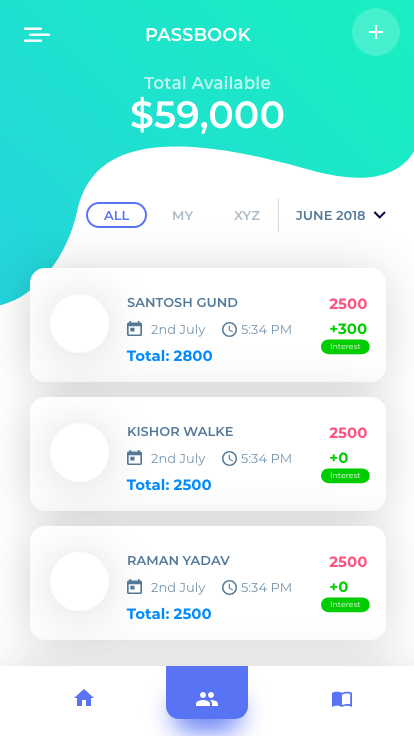 PASSBOOK
Total Available
$59,000
ALL MY XYZ JUNE 2018
SANTOSH GUND 2500
2nd July 5:34 PM +300
Total: 2800 Interest
KISHOR WALKE 2500
2nd July 5:34 PM +0
Total: 2500 Interest
RAMAN YADAV 2500
2nd July 5:34 PM +0
Total: 2500 Interest